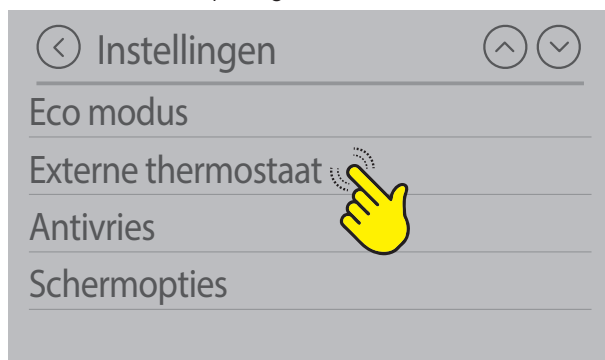 Instellingen
Eco modus
Externe thermostaat
Antivries
Schermopties